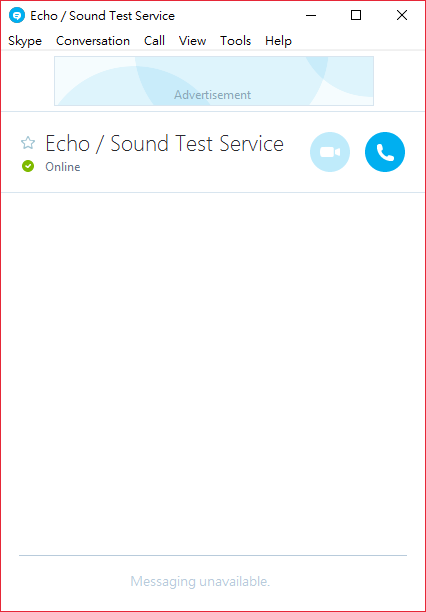 Echo / Sound Test Service
Skype Conversation Call View Tools Help
Advertisement
Echo / Sound Test Service
Online
Messaging unavailable.